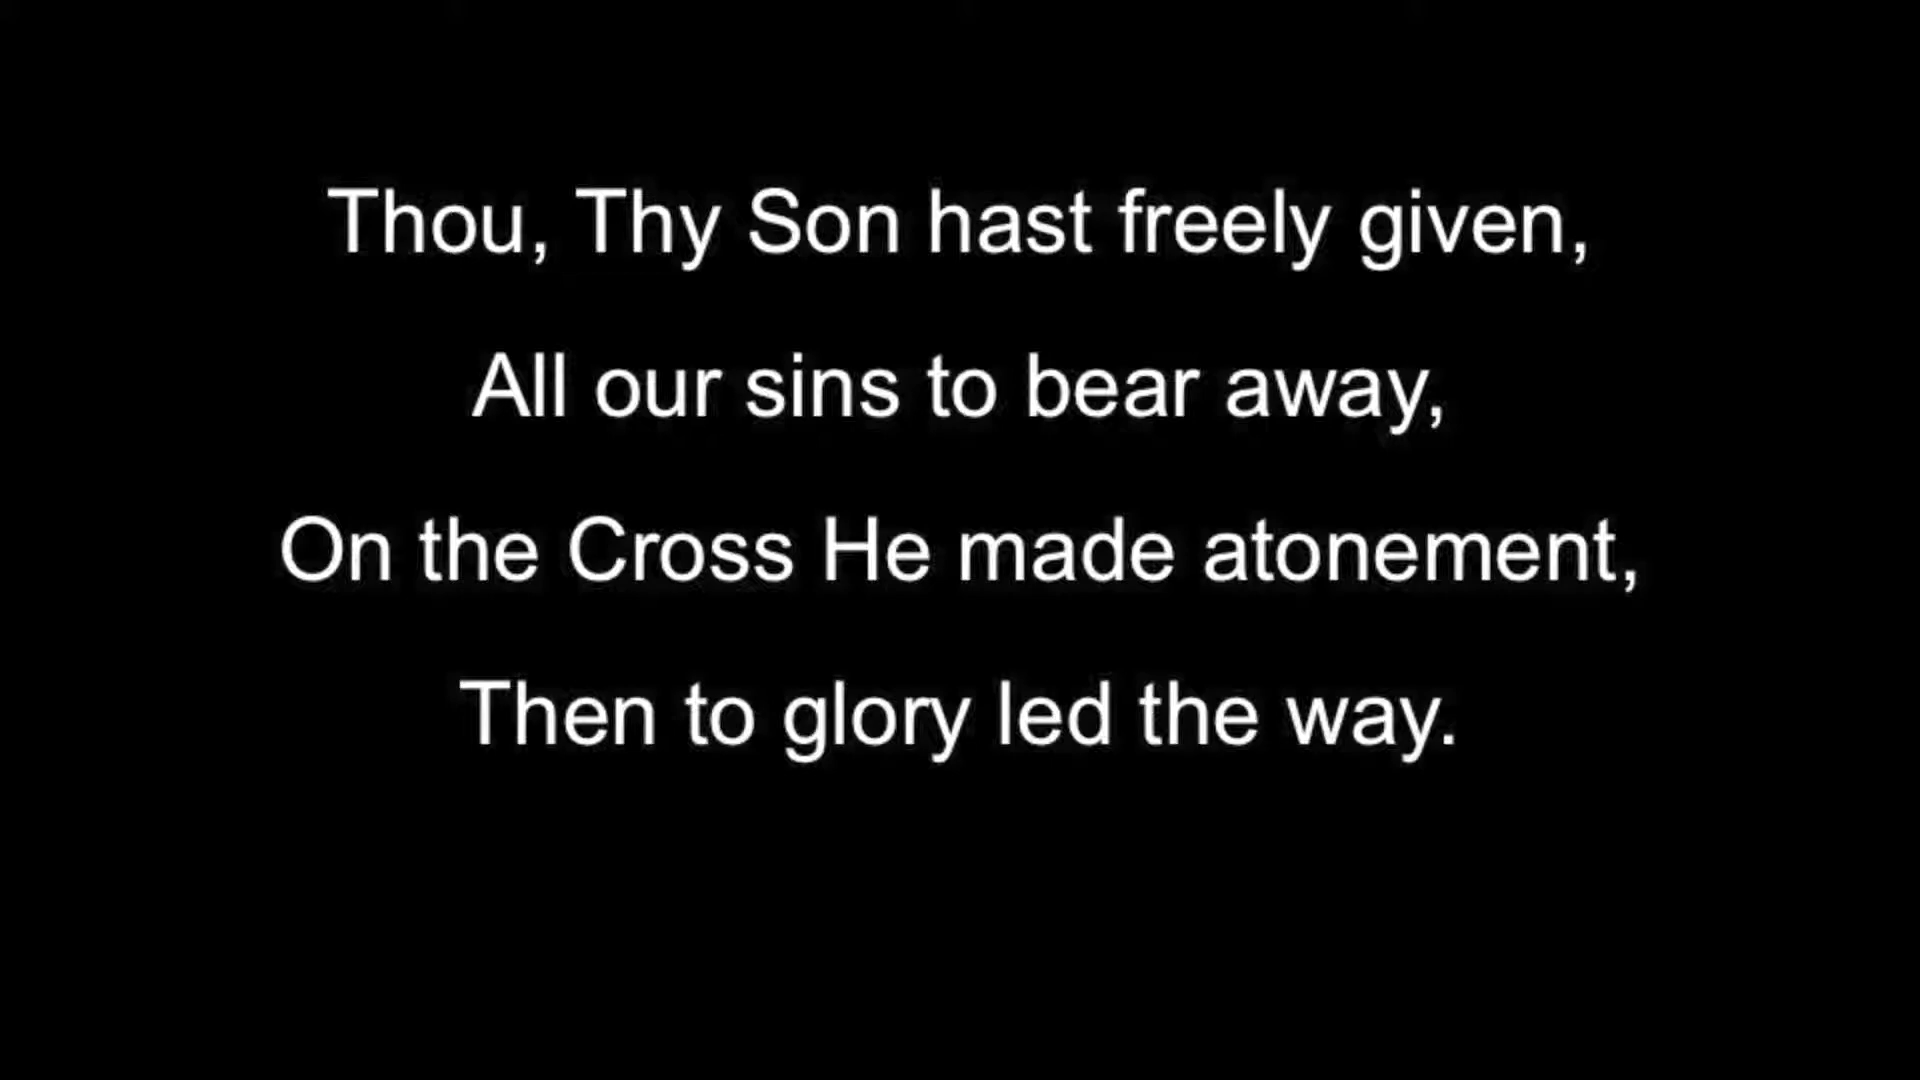 Thou, Thy Son hast freely given,
All our sins to bear away,
On the Cross He made atonement,
Then to glory led the way.